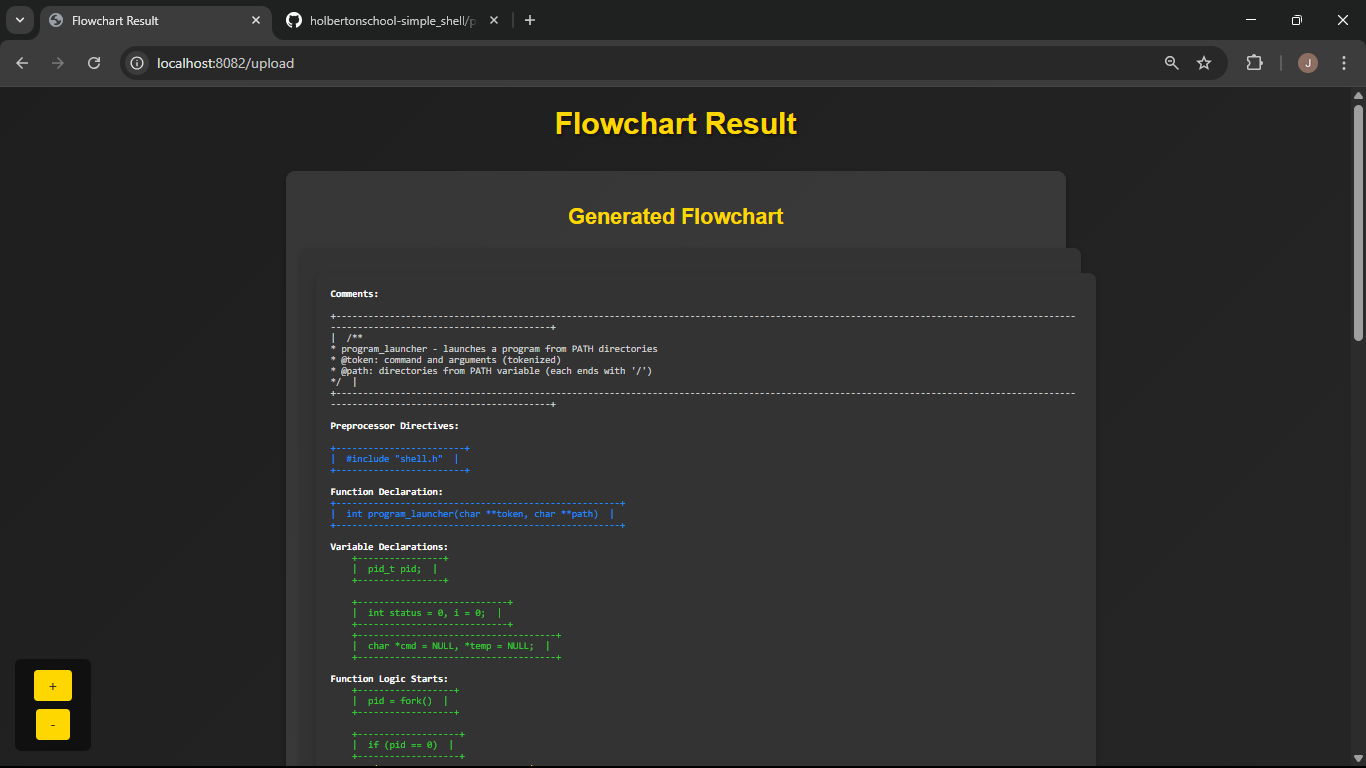 Flowchart Result
holbertonschool-simple_shell/p
localhost:8082/upload
J
Flowchart Result
Generated Flowchart
Comments:
/**
* program_launcher - launches a program from PATH directories
* @token: command and arguments (tokenized)
* @path: directories from PATH variable (each ends with '/')
*/
Preprocessor Directives:
#include "shell.h"
Function Declaration:
int program_launcher(char **token, char **path)
Variable Declarations:
pid_t pid;
int status = 0, i = 0;
char *cmd = NULL, *temp = NULL;
Function Logic Starts:
pid = fork()
if (pid == 0)
+
-